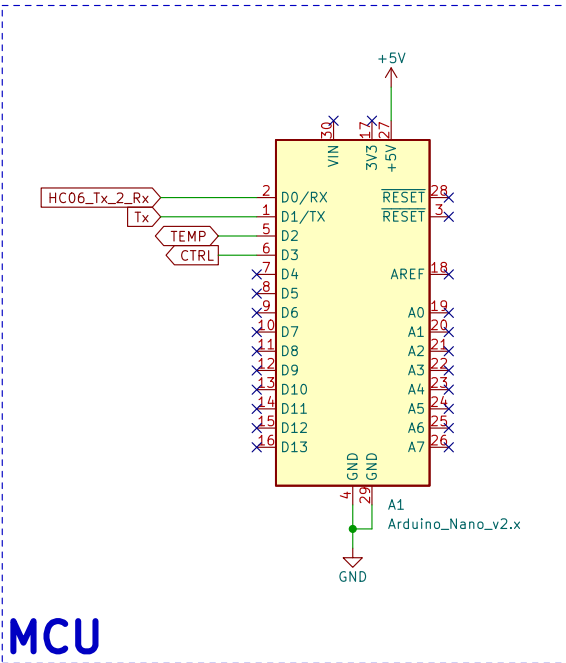 +5V
30 17 27
VIN 3V3 +5V
HC06_Tx_2_Rx 2 D0/RX RESET 28
Tx 1 D1/TX RESET 3
TEMP 5 D2
CTRL 6 D3
7 D4 AREF 18
8 D5
9 D6 A0 19
10 D7 A1 20
11 D8 A2 21
12 D9 A3 22
13 D10 A4 23
14 D11 A5 24
15 D12 A6 25
16 D13 A7 26
GND GND
4 29
A1
Arduino_Nano_v2.x
GND
MCU